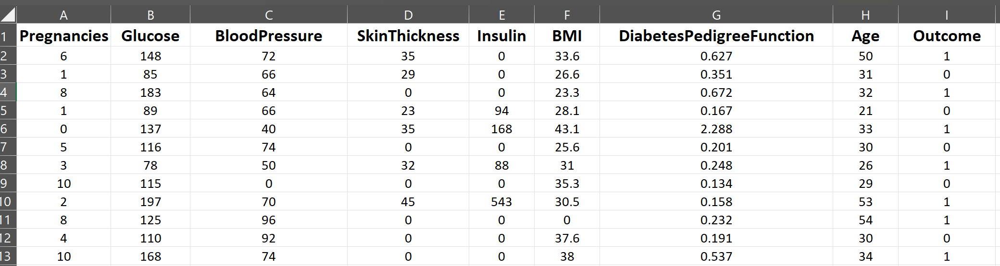 A B C D E F G H I
1 Pregnancies Glucose BloodPressure SkinThickness Insulin BMI DiabetesPedigreeFunction Age Outcome
2 6 148 72 35 0 33.6 0.627 50 1
3 1 85 66 29 0 26.6 0.351 31 0
4 8 183 64 0 0 23.3 0.672 32 1
5 1 89 66 23 94 28.1 0.167 21 0
6 0 137 40 35 168 43.1 2.288 33 1
7 5 116 74 0 0 25.6 0.201 30 0
8 3 78 50 32 88 31 0.248 26 1
9 10 115 0 0 0 35.3 0.134 29 0
10 2 197 70 45 543 30.5 0.158 53 1
11 8 125 96 0 0 0 0.232 54 1
12 4 110 92 0 0 37.6 0.191 30 0
13 10 168 74 0 0 38 0.537 34 1